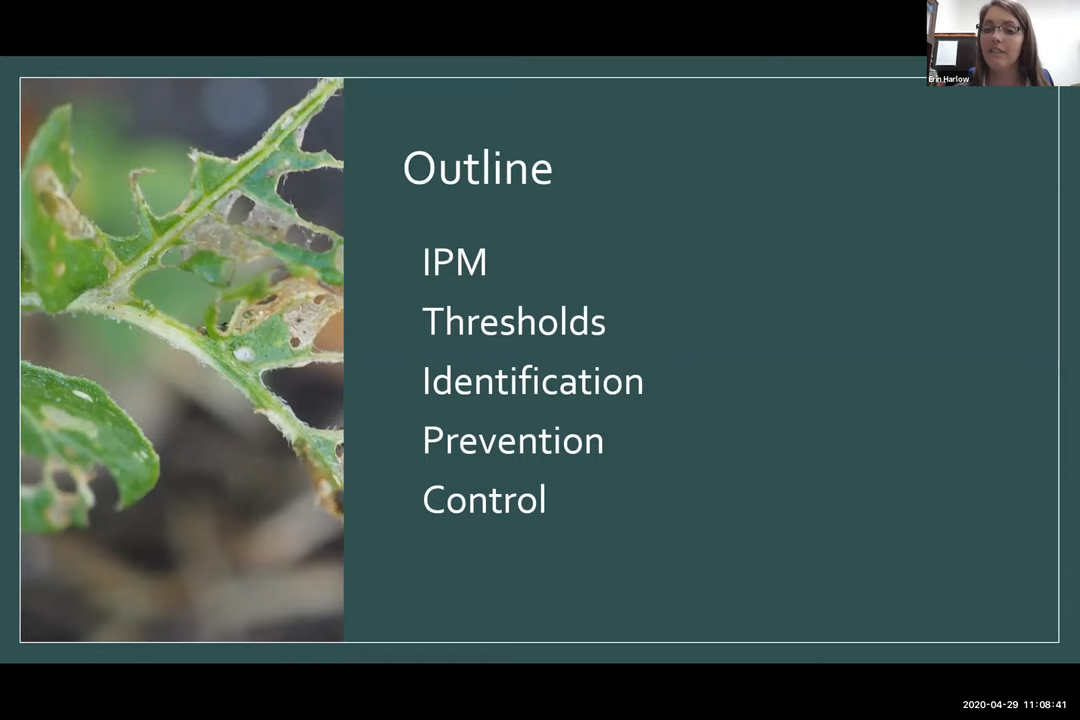 Erin Harlow
Outline
IPM
Thresholds
Identification
Prevention
Control
2020-04-29 11:08:41